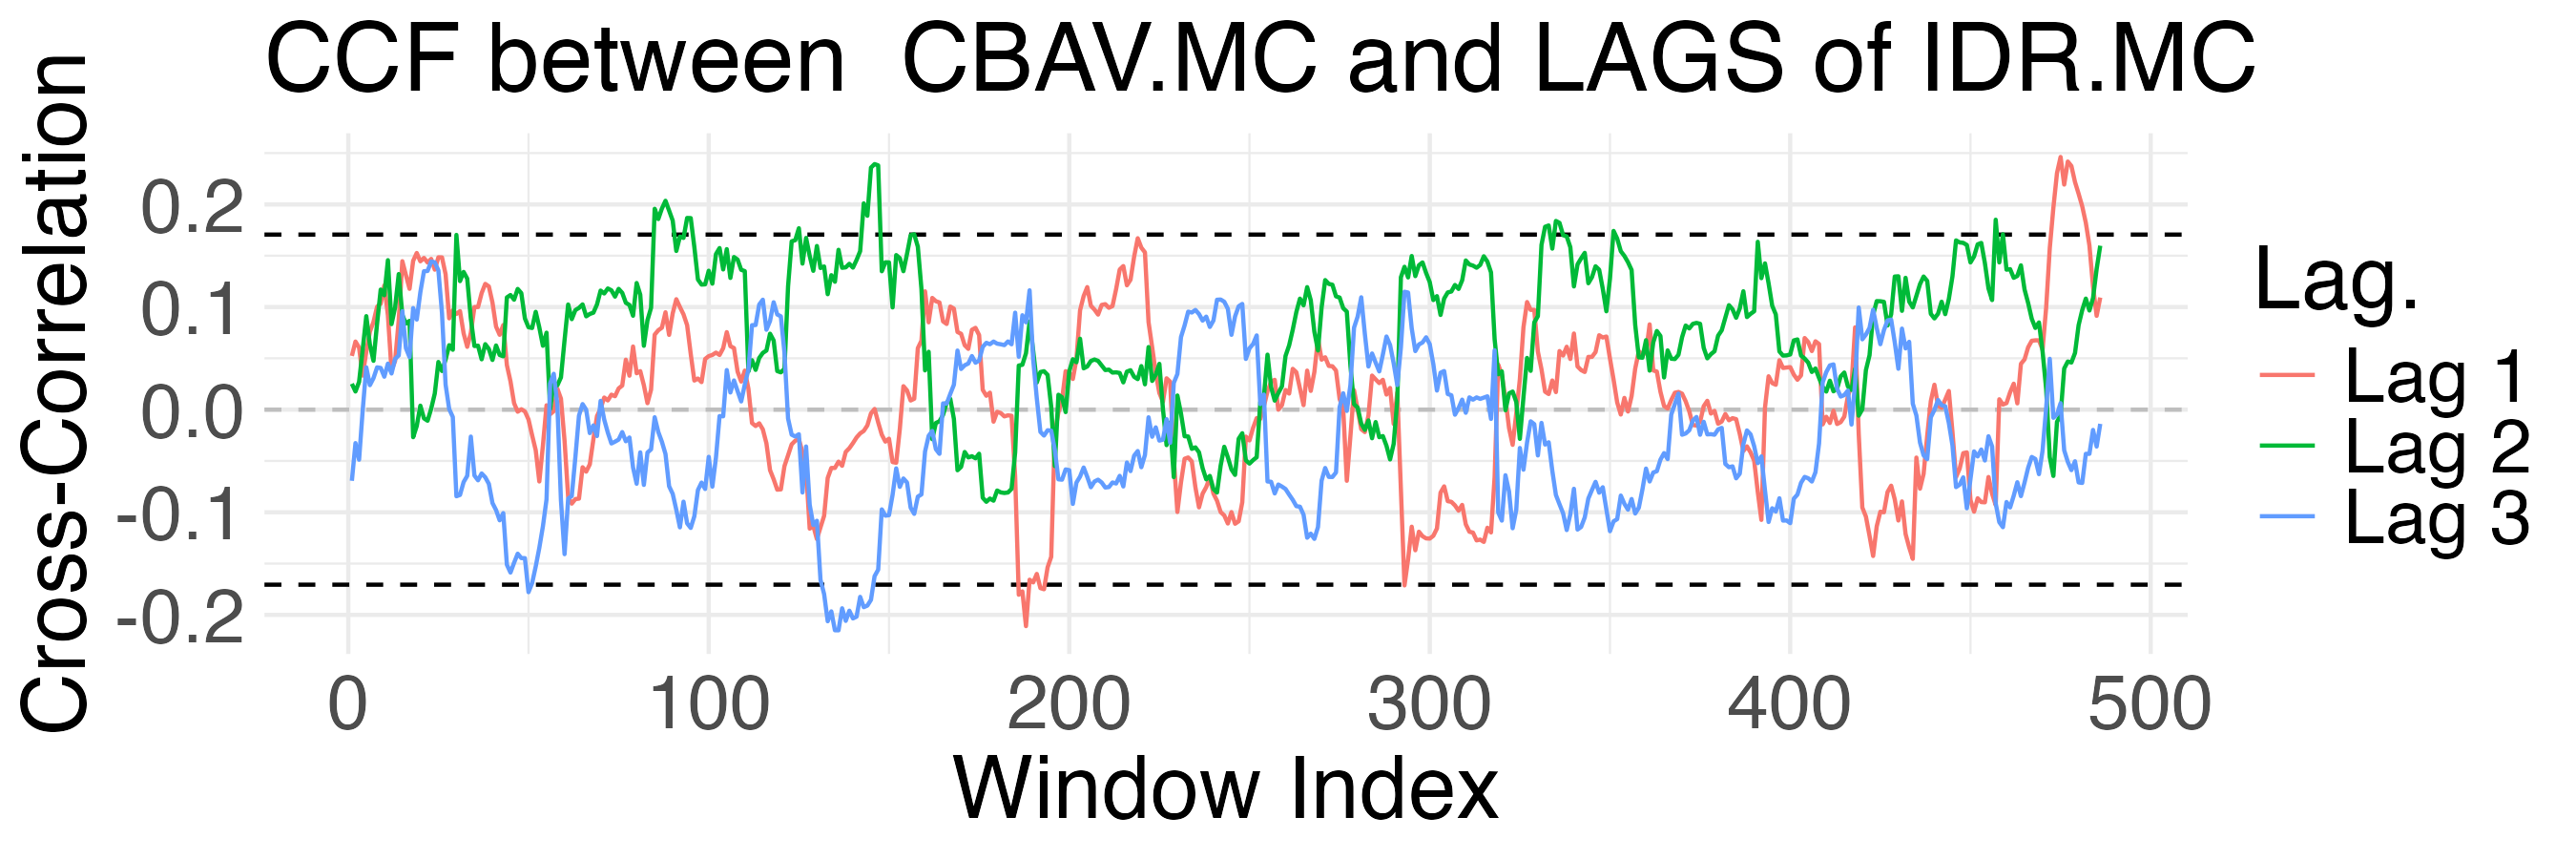 CCF between  CBAV.MC and LAGS of IDR.MC
Cross-Correlation
0.2
0.1
0.0
-0.1
-0.2
0 100 200 300 400 500
Window Index
Lag.
Lag 1
Lag 2
Lag 3